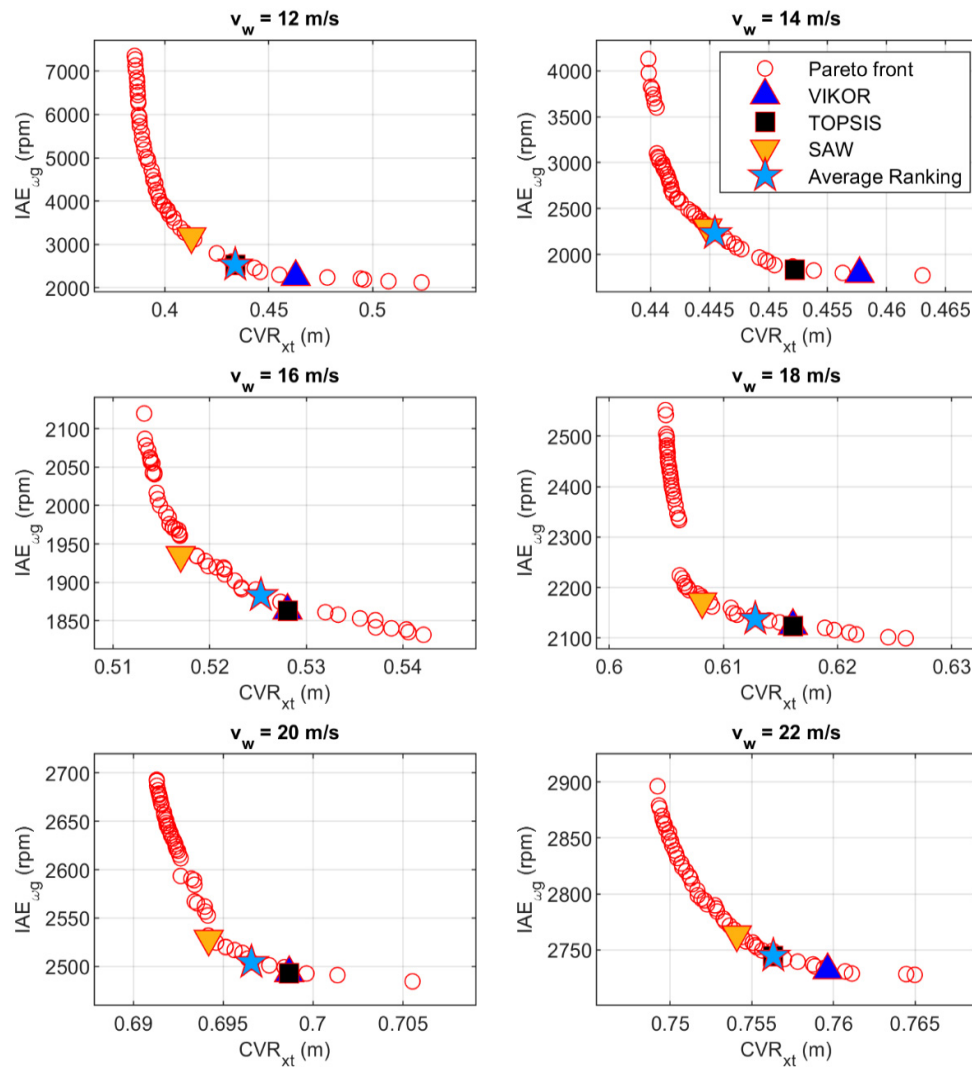 v_w = 12 m/s
7000
6000
5000
4000
3000
2000
IAE_ωg (rpm)
0.4 0.45 0.5
CVR_xt (m)
v_w = 14 m/s
4000
3500
3000
2500
2000
IAE_ωg (rpm)
0.44 0.445 0.45 0.455 0.46 0.465
CVR_xt (m)
Pareto front
VIKOR
TOPSIS
SAW
Average Ranking
v_w = 16 m/s
2100
2050
2000
1950
1900
1850
IAE_ωg (rpm)
0.51 0.52 0.53 0.54
CVR_xt (m)
v_w = 18 m/s
2500
2400
2300
2200
2100
IAE_ωg (rpm)
0.6 0.61 0.62 0.63
CVR_xt (m)
v_w = 20 m/s
2700
2650
2600
2550
2500
IAE_ωg (rpm)
0.69 0.695 0.7 0.705
CVR_xt (m)
v_w = 22 m/s
2900
2850
2800
2750
IAE_ωg (rpm)
0.75 0.755 0.76 0.765
CVR_xt (m)